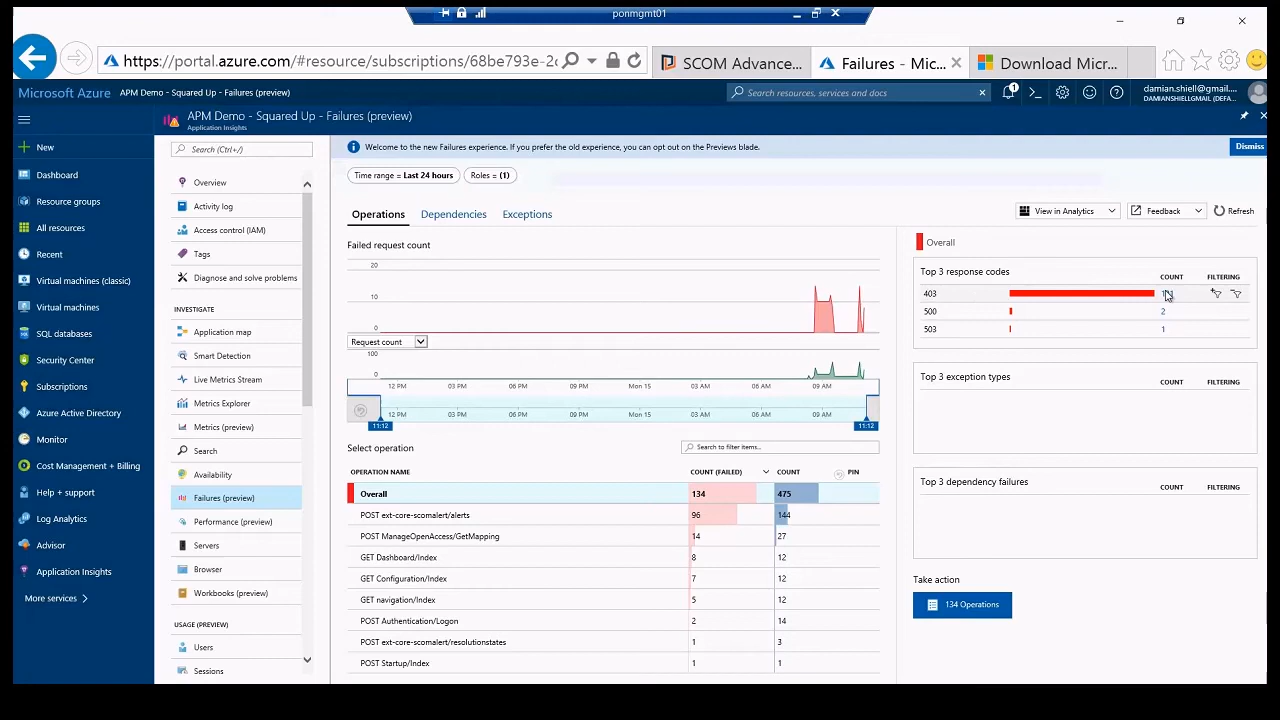 ponmgmt01
https://portal.azure.com/#resource/subscriptions/68be793e-2c
SCOM Advance...
Failures - Mic...
Download Micr...
Microsoft Azure
APM Demo - Squared Up - Failures (preview)
Search resources, services and docs
1
damian.shiell@gmail....
DAMIANSHIELLGMAIL (DEFA...
APM Demo - Squared Up - Failures (preview)
Application Insights
New
Dashboard
Resource groups
All resources
Recent
Virtual machines (classic)
Virtual machines
SQL databases
Security Center
Subscriptions
Azure Active Directory
Monitor
Cost Management + Billing
Help + support
Log Analytics
Advisor
Application Insights
More services
Search (Ctrl+/)
Overview
Activity log
Access control (IAM)
Tags
Diagnose and solve problems
INVESTIGATE
Application map
Smart Detection
Live Metrics Stream
Metrics Explorer
Metrics (preview)
Search
Availability
Failures (preview)
Performance (preview)
Servers
Browser
Workbooks (preview)
USAGE (PREVIEW)
Users
Sessions
Welcome to the new Failures experience. If you prefer the old experience, you can opt out on the Previews blade.
Dismiss
Time range = Last 24 hours
Roles = (1)
Operations
Dependencies
Exceptions
View in Analytics
Feedback
Refresh
Failed request count
20
10
0
Request count
100
0
12 PM 03 PM 06 PM 09 PM Mon 15 03 AM 06 AM 09 AM
12 PM 03 PM 06 PM 09 PM Mon 15 03 AM 06 AM 09 AM
11:12 11:12
Select operation
Search to filter items...
OPERATION NAME COUNT (FAILED) COUNT PIN
Overall 134 475
POST ext-core-scomalert/alerts 96 144
POST ManageOpenAccess/GetMapping 14 27
GET Dashboard/Index 8 12
GET Configuration/Index 7 12
GET navigation/Index 5 12
POST Authentication/Logon 2 14
POST ext-core-scomalert/resolutionstates 1 3
POST Startup/Index 1 1
Overall
Top 3 response codes
COUNT FILTERING
403
500 2
503 1
Top 3 exception types
COUNT FILTERING
Top 3 dependency failures
COUNT FILTERING
Take action
134 Operations